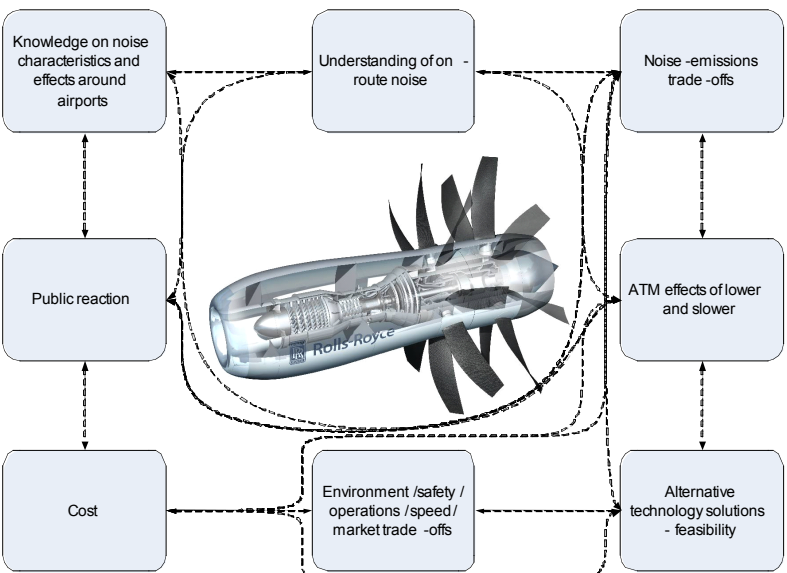 Knowledge on noise
characteristics and
effects around
airports
Understanding of on -
route noise
Noise -emissions
trade -offs
Public reaction
Rolls-Royce
ATM effects of lower
and slower
Cost
Environment /safety /
operations /speed /
market trade -offs
Alternative
technology solutions
- feasibility